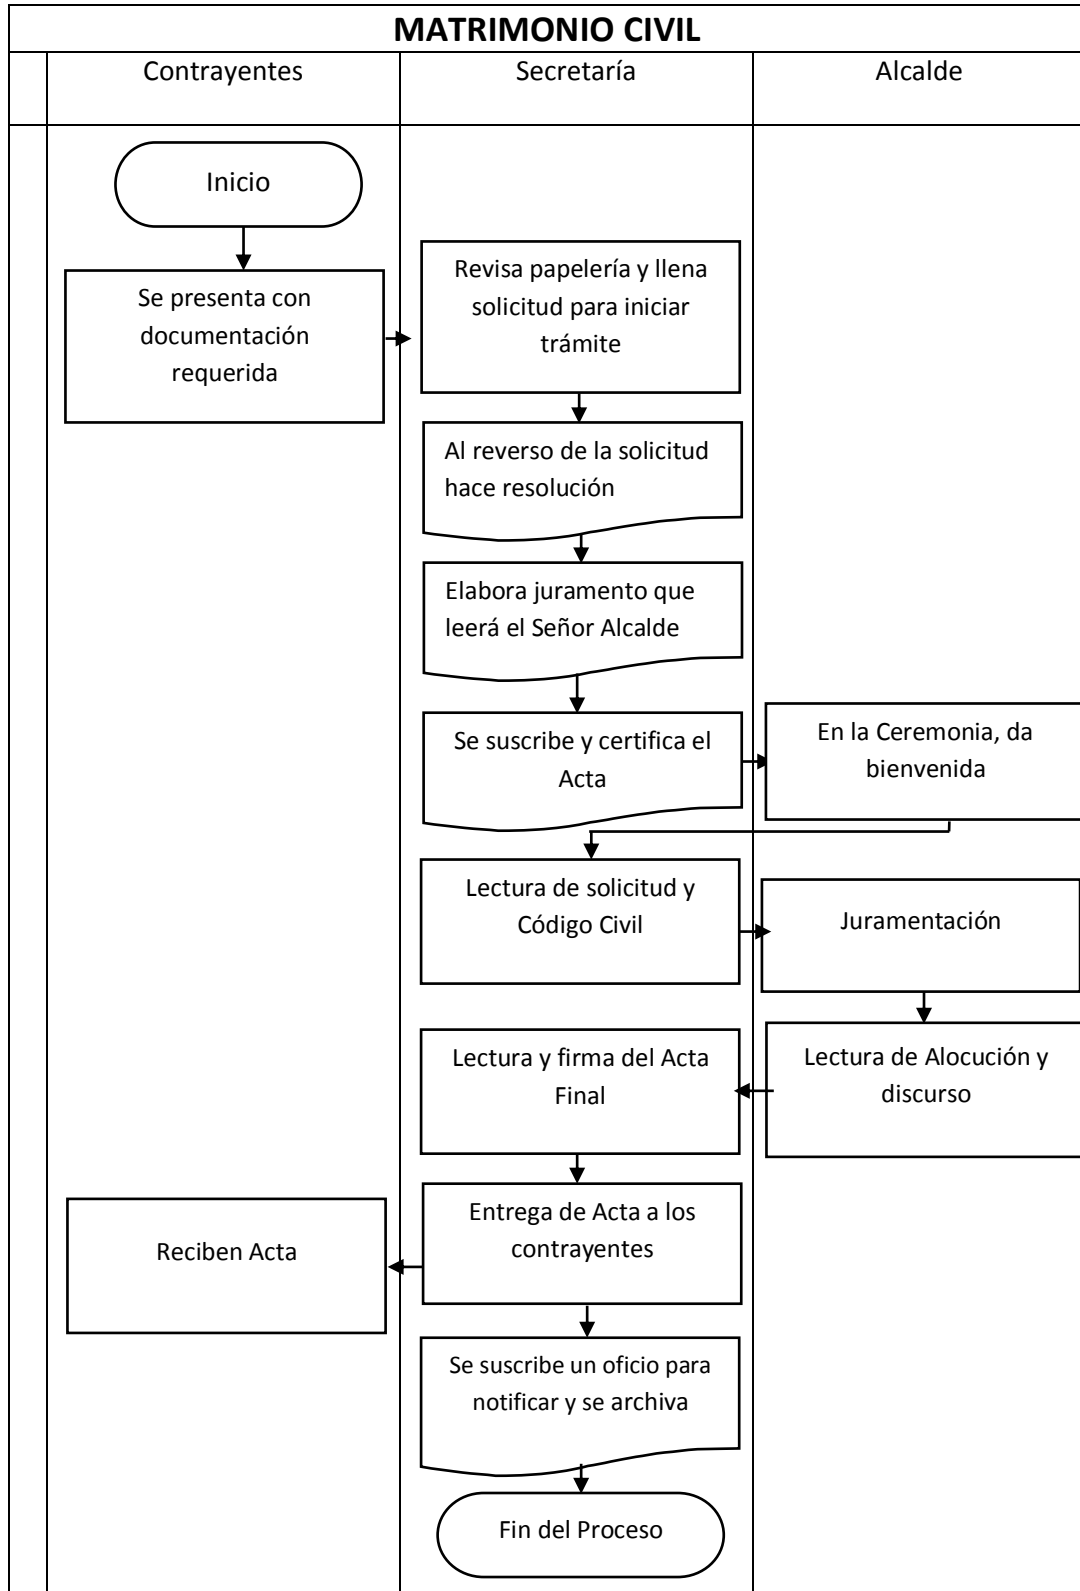 MATRIMONIO CIVIL
Contrayentes
Secretaría
Alcalde
Inicio
Se presenta con
documentación
requerida
Revisa papelería y llena
solicitud para iniciar
trámite
Al reverso de la solicitud
hace resolución
Elabora juramento que
leerá el Señor Alcalde
Se suscribe y certifica el
Acta
En la Ceremonia, da
bienvenida
Lectura de solicitud y
Código Civil
Juramentación
Lectura de Alocución y
discurso
Lectura y firma del Acta
Final
Entrega de Acta a los
contrayentes
Reciben Acta
Se suscribe un oficio para
notificar y se archiva
Fin del Proceso